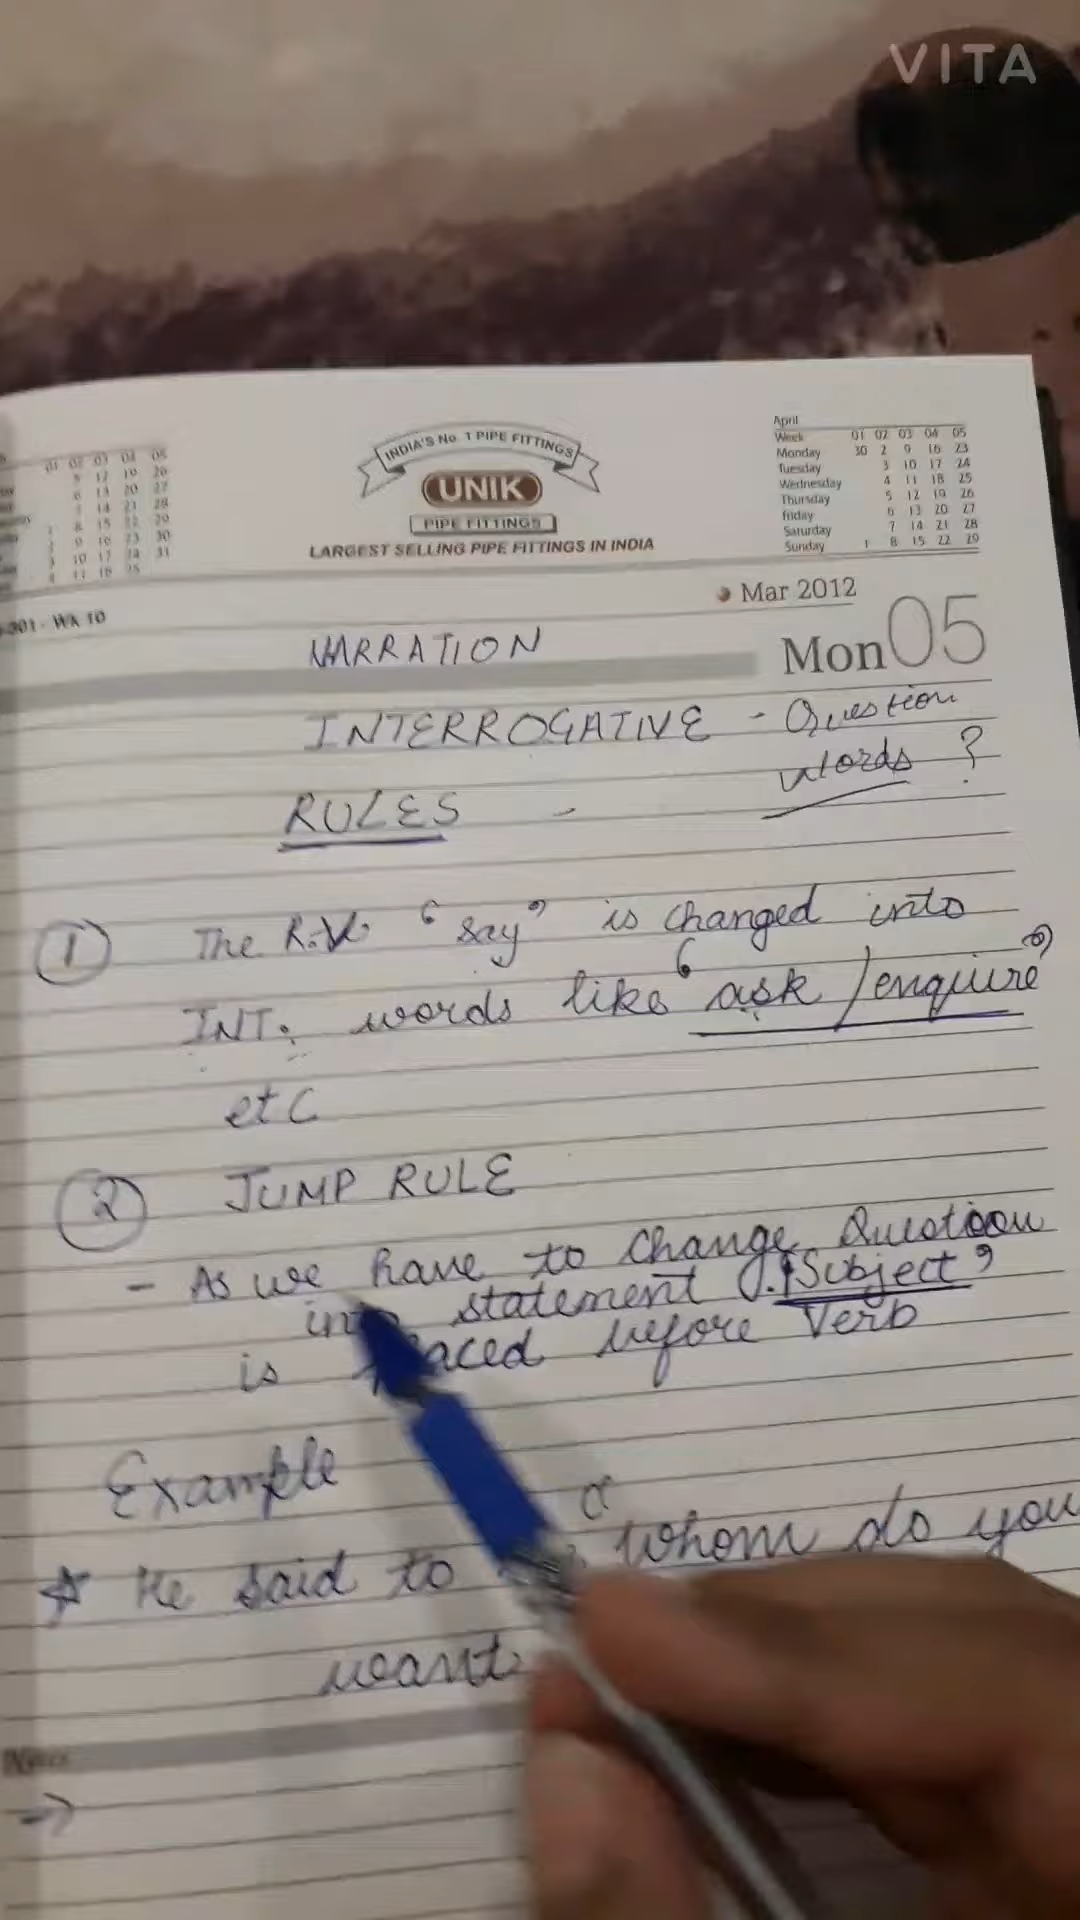 VITA
INDIA'S No. 1 PIPE FITTINGS
UNIK
PIPE FITTINGS
LARGEST SELLING PIPE FITTINGS IN INDIA
April
Week 01 02 03 04 05
Monday 30 2 9 16 23
Tuesday 3 10 17 24
Wednesday 4 11 18 25
Thursday 5 12 19 26
Friday 6 13 20 27
Saturday 7 14 21 28
Sunday 1 8 15 22 29
Wk 10
Mar 2012
Mon 05
NARRATION
INTERROGATIVE - Question
words ?
RULES -
1 The R.V. "say" is changed into
INT. words like "ask / enquire"
etc
2 JUMP RULE
- As we have to change Question
into statement . 'Subject'
is placed before Verb
Example
He said to whom do you
want
Notes
→